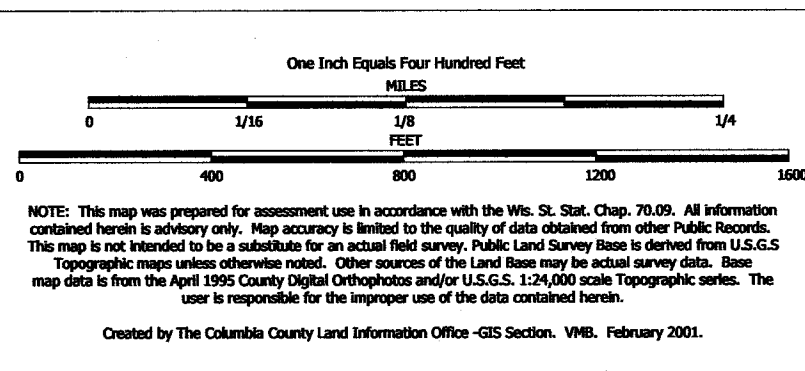 One Inch Equals Four Hundred Feet
MILES
0 1/16 1/8 1/4
FEET
0 400 800 1200 1600
NOTE: This map was prepared for assessment use in accordance with the Wis. St. Stat. Chap. 70.09. All information
contained herein is advisory only. Map accuracy is limited to the quality of data obtained from other Public Records.
This map is not intended to be a substitute for an actual field survey. Public Land Survey Base is derived from U.S.G.S
Topographic maps unless otherwise noted. Other sources of the Land Base may be actual survey data. Base
map data is from the April 1995 County Digital Orthophotos and/or U.S.G.S. 1:24,000 scale Topographic series. The
user is responsible for the improper use of the data contained herein.
Created by The Columbia County Land Information Office -GIS Section. VMB. February 2001.